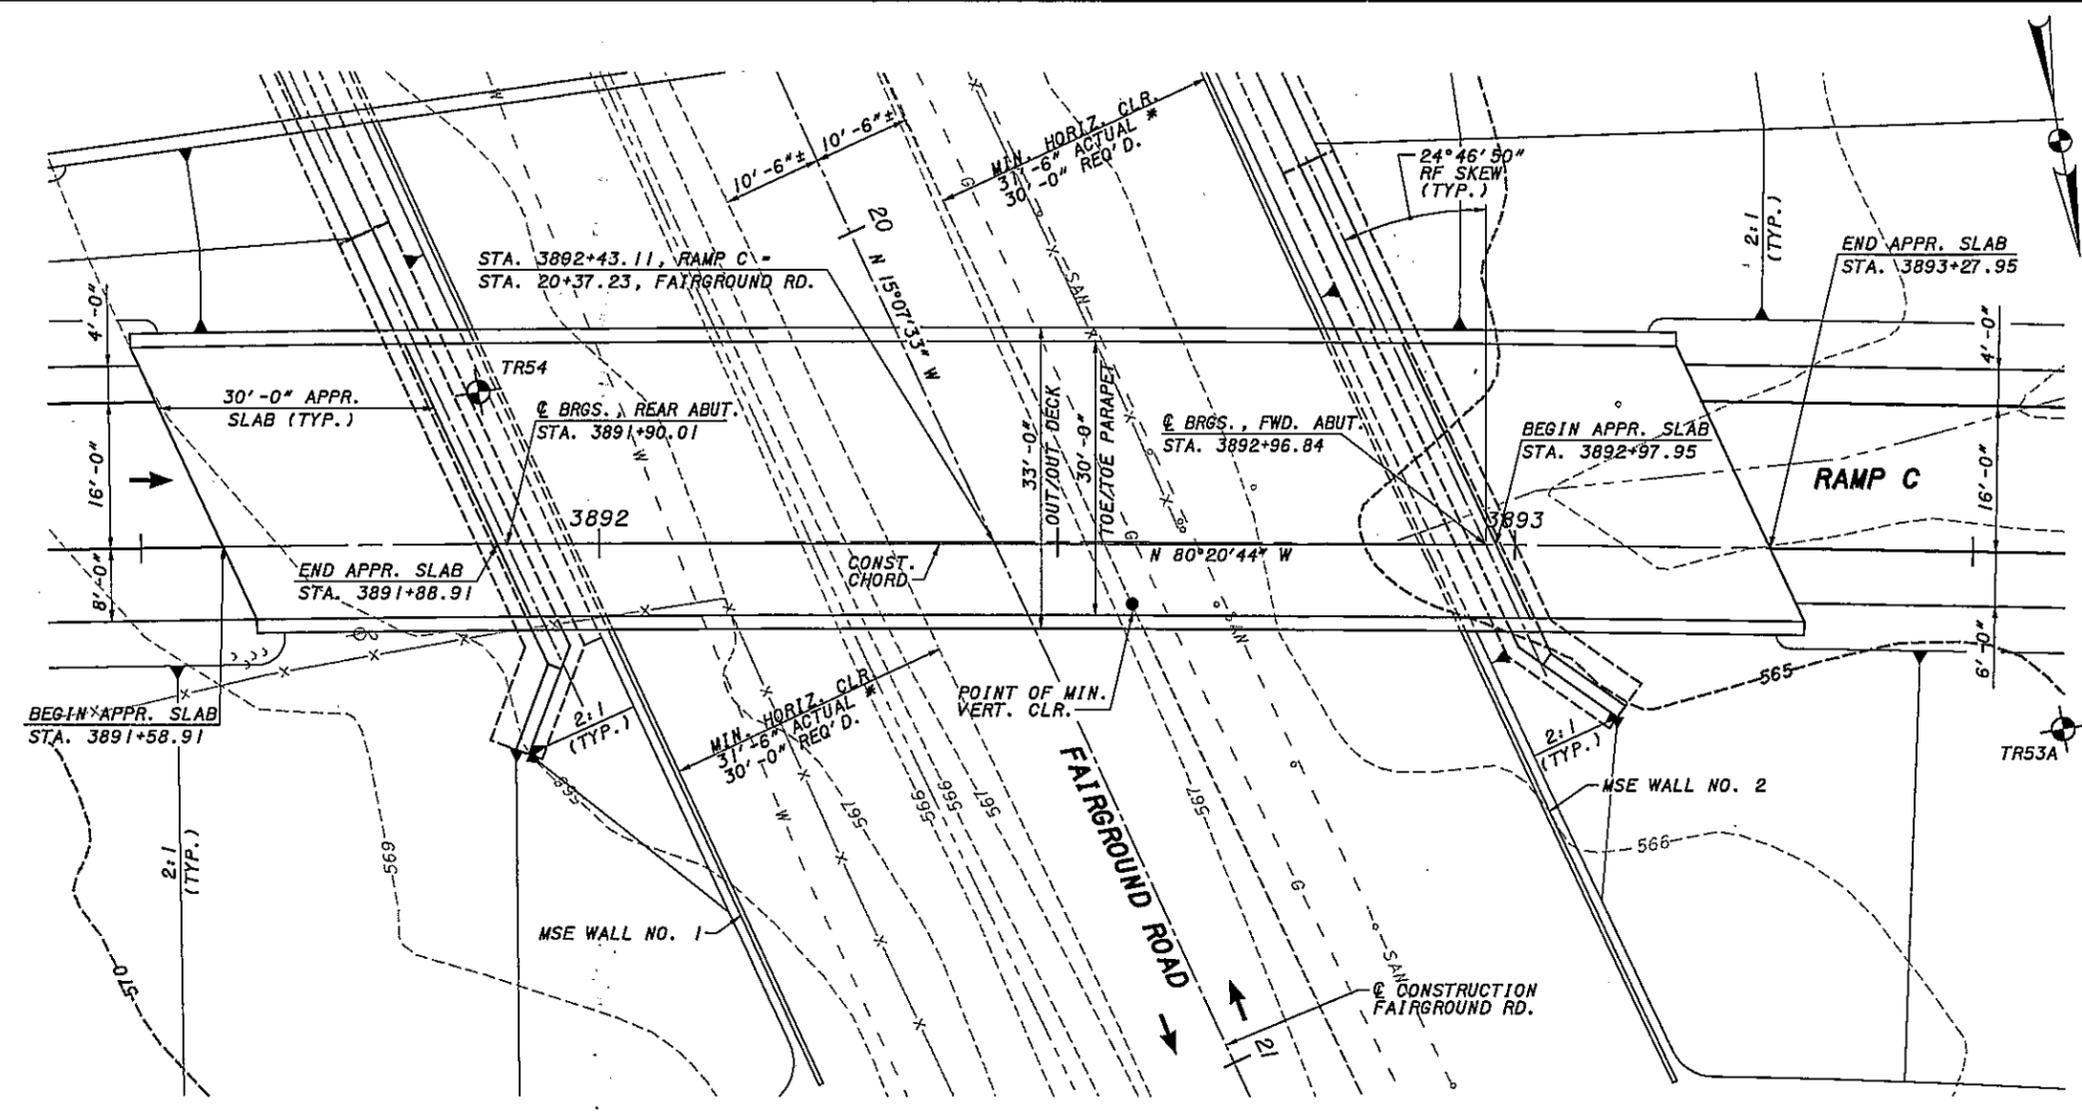 MIN. HORIZ. CLR.
31'-6" ACTUAL *
30'-0" REQ'D.
10'-6"±
10'-6"±
24°46'50"
RF SKEW
(TYP.)
2:1
(TYP.)
20
N 15°07'33" W
STA. 3892+43.11, RAMP C =
STA. 20+37.23, FAIRGROUND RD.
END APPR. SLAB
STA. 3893+27.95
4'-0"
4'-0"
G
SAN
TR54
30'-0" APPR.
SLAB (TYP.)
℄ BRGS., REAR ABUT.
STA. 3891+90.01
W
33'-0"
OUT/OUT DECK
30'-0"
TOE/TOE PARAPET
℄ BRGS., FWD. ABUT.
STA. 3892+96.84
BEGIN APPR. SLAB
STA. 3892+97.95
RAMP C
16'-0"
16'-0"
3892
3893
CONST.
CHORD
N 80°20'44" W
G
END APPR. SLAB
STA. 3891+88.91
8'-0"
6'-0"
BEGIN APPR. SLAB
STA. 3891+58.91
2:1
(TYP.)
MIN. HORIZ. CLR.
31'-6" ACTUAL *
30'-0" REQ'D.
POINT OF MIN.
VERT. CLR.
565
2:1
(TYP.)
TR53A
MSE WALL NO. 2
568
W
567
566
566
567
567
FAIRGROUND ROAD
566
2:1
(TYP.)
569
G
MSE WALL NO. 1
570
SAN
℄ CONSTRUCTION
FAIRGROUND RD.
21